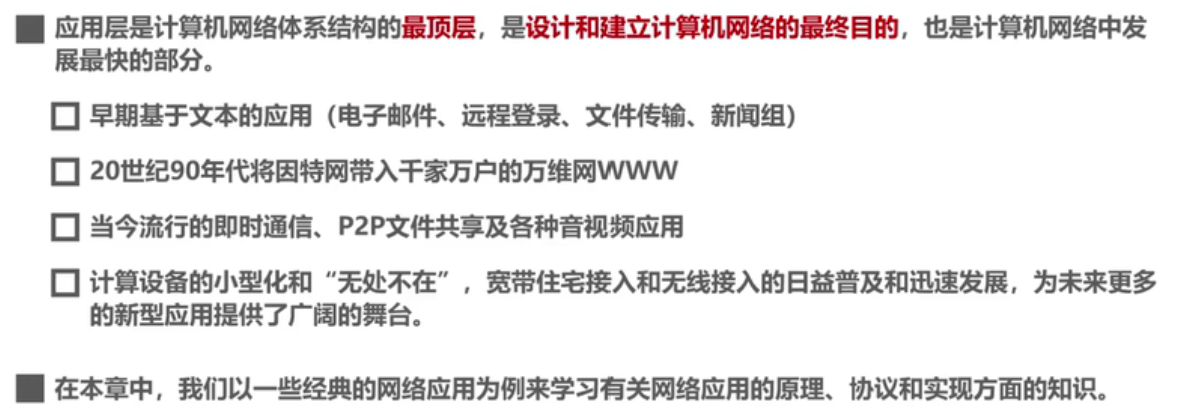 应用层是计算机网络体系结构的最顶层，是设计和建立计算机网络的最终目的，也是计算机网络中发
展最快的部分。
早期基于文本的应用（电子邮件、远程登录、文件传输、新闻组）
20世纪90年代将因特网带入千家万户的万维网WWW
当今流行的即时通信、P2P文件共享及各种音视频应用
计算设备的小型化和“无处不在”，宽带住宅接入和无线接入的日益普及和迅速发展，为未来更多
的新型应用提供了广阔的舞台。
在本章中，我们以一些经典的网络应用为例来学习有关网络应用的原理、协议和实现方面的知识。